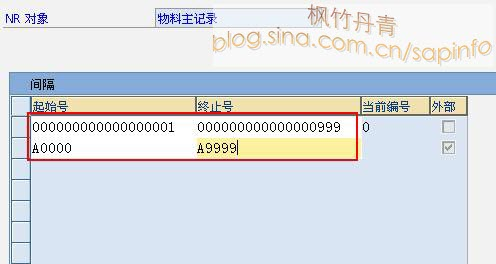 枫竹丹青
NR 对象 物料主记录
blog.sina.com.cn/sapinfo
间隔
起始号 终止号 当前编号 外部
000000000000000001 000000000000000999 0
A0000 A9999